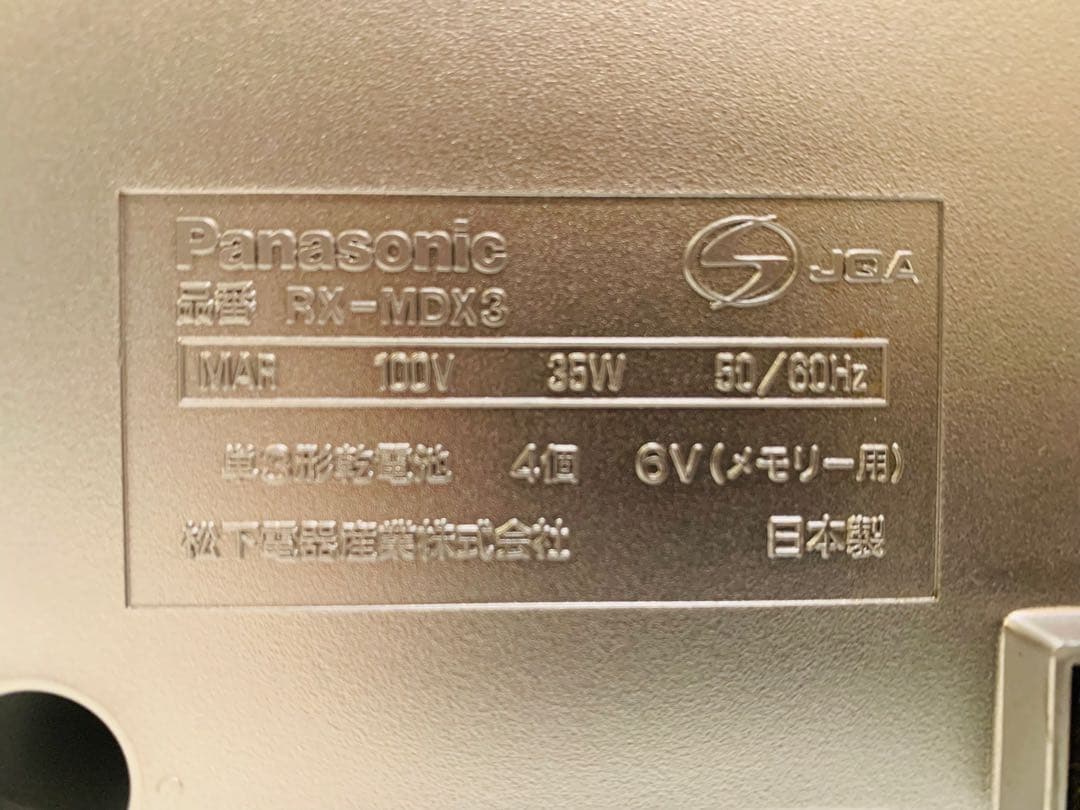 Panasonic
JQA
品番 RX-MDX3
MAR 100V 35W 50/60Hz
単3形乾電池 4個 6V(メモリー用)
松下電器産業株式会社 日本製